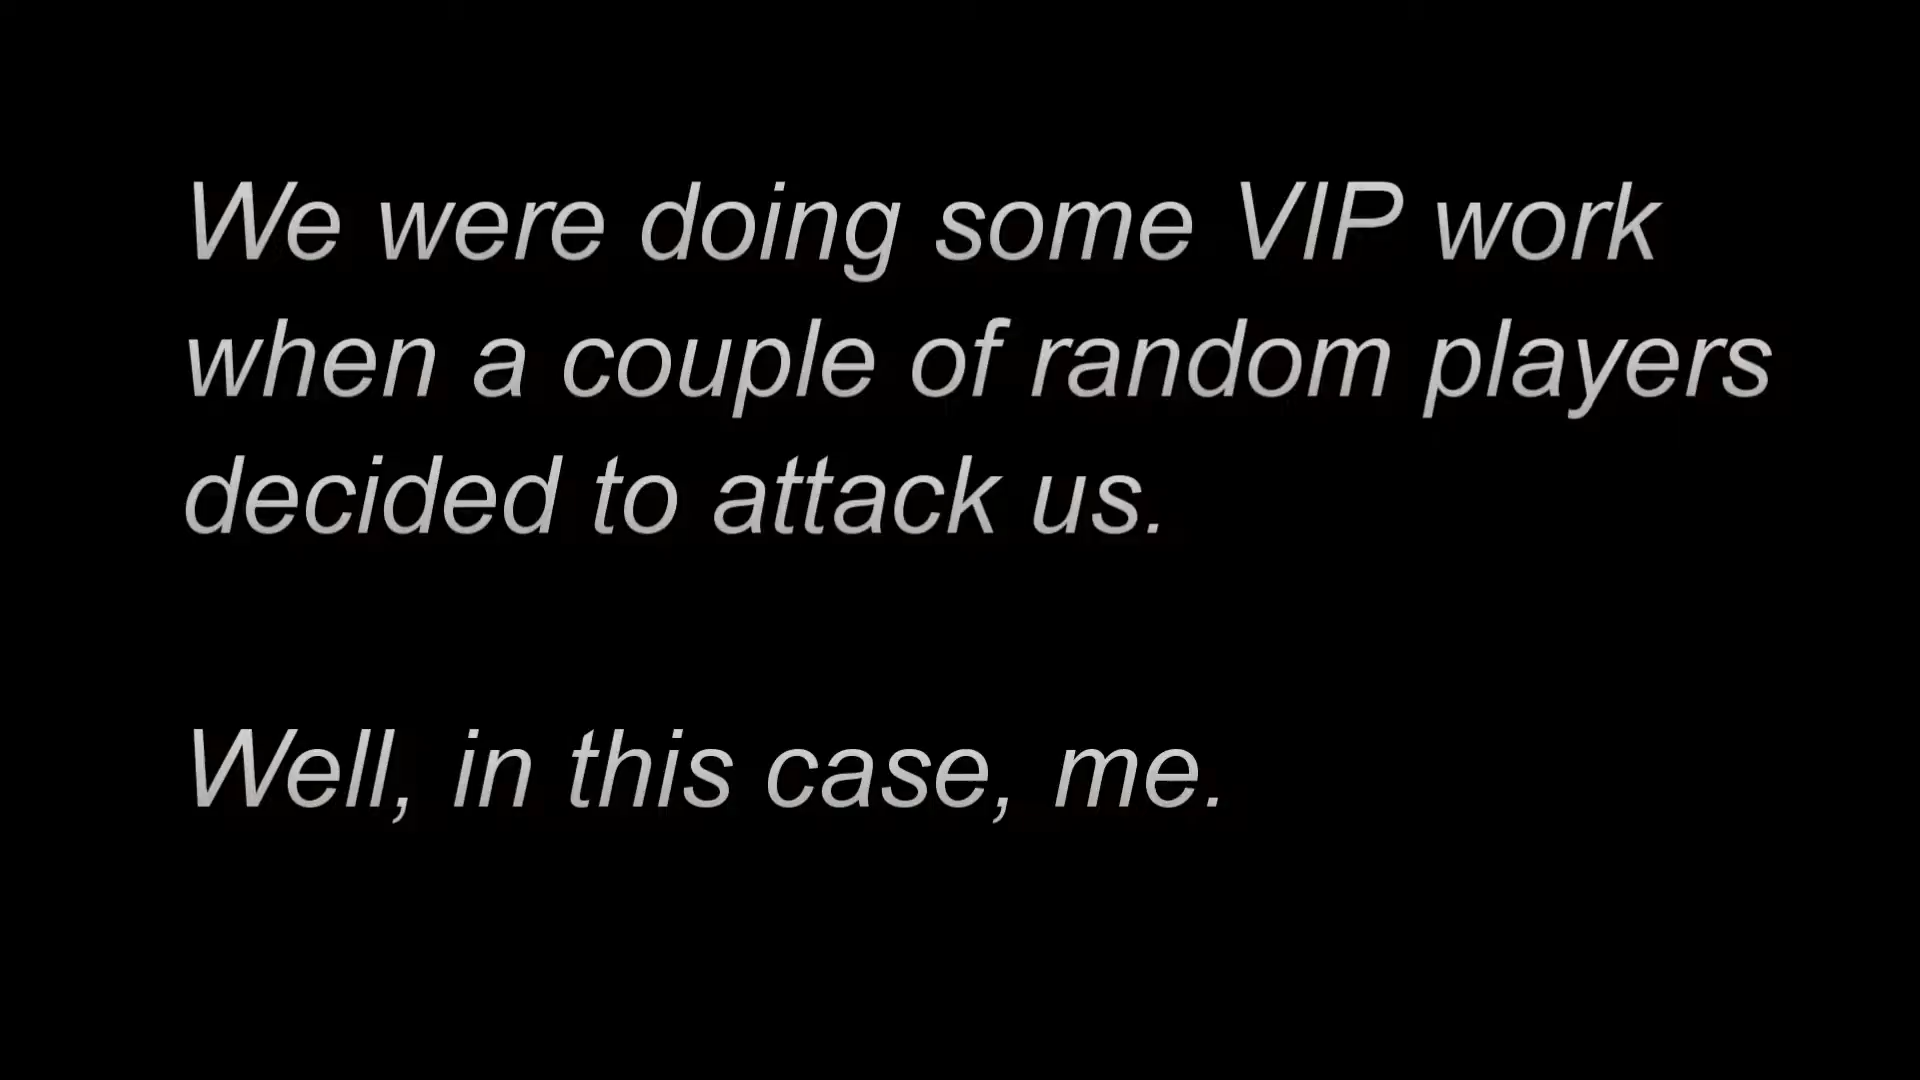 We were doing some VIP work
when a couple of random players
decided to attack us.
Well, in this case, me.